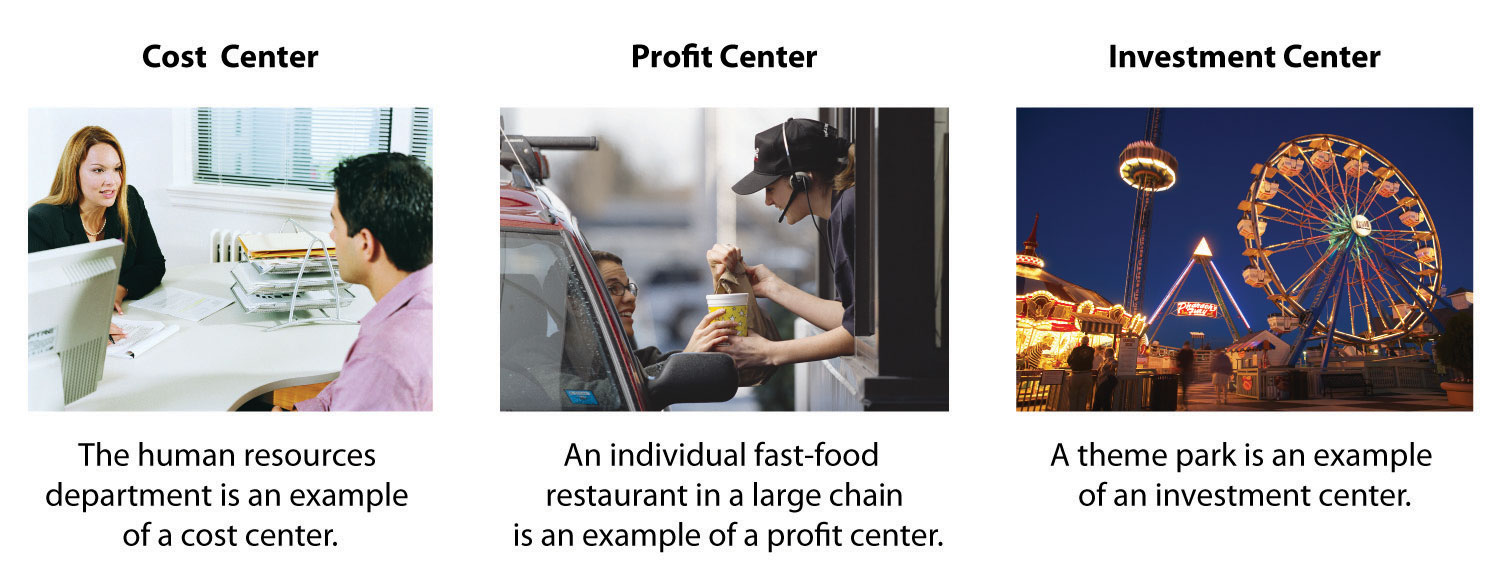 Cost Center
Profit Center
Investment Center
The human resources
department is an example
of a cost center.
An individual fast-food
restaurant in a large chain
is an example of a profit center.
A theme park is an example
of an investment center.